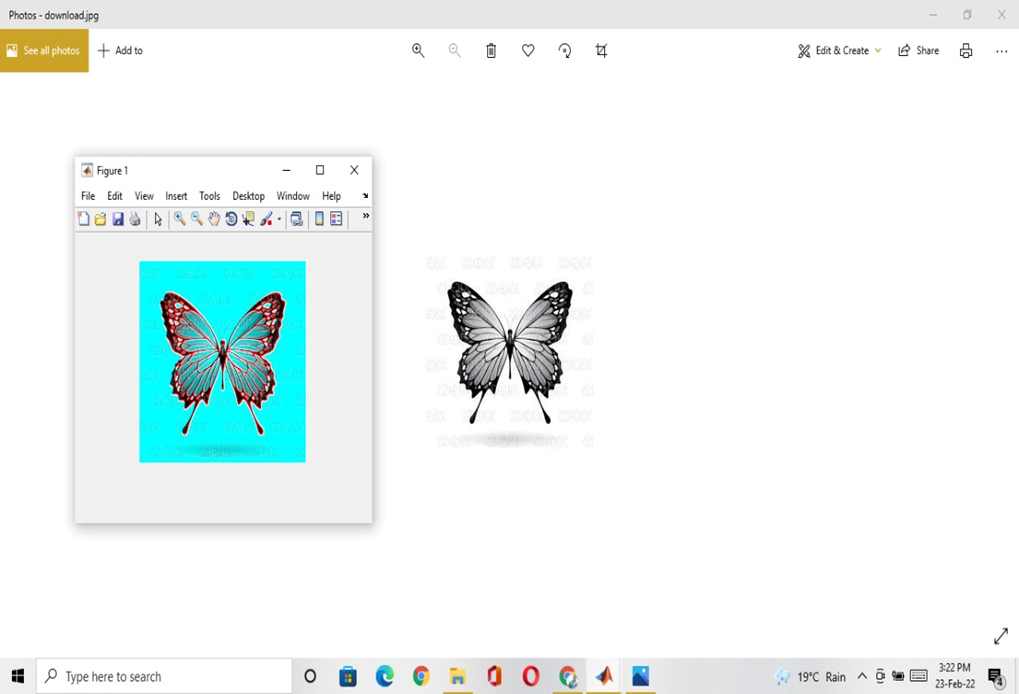 Photos - download.jpg
See all photos
Add to
Edit & Create
Share
Figure 1
File Edit View Insert Tools Desktop Window Help
Type here to search
19°C Rain
3:22 PM
23-Feb-22
4